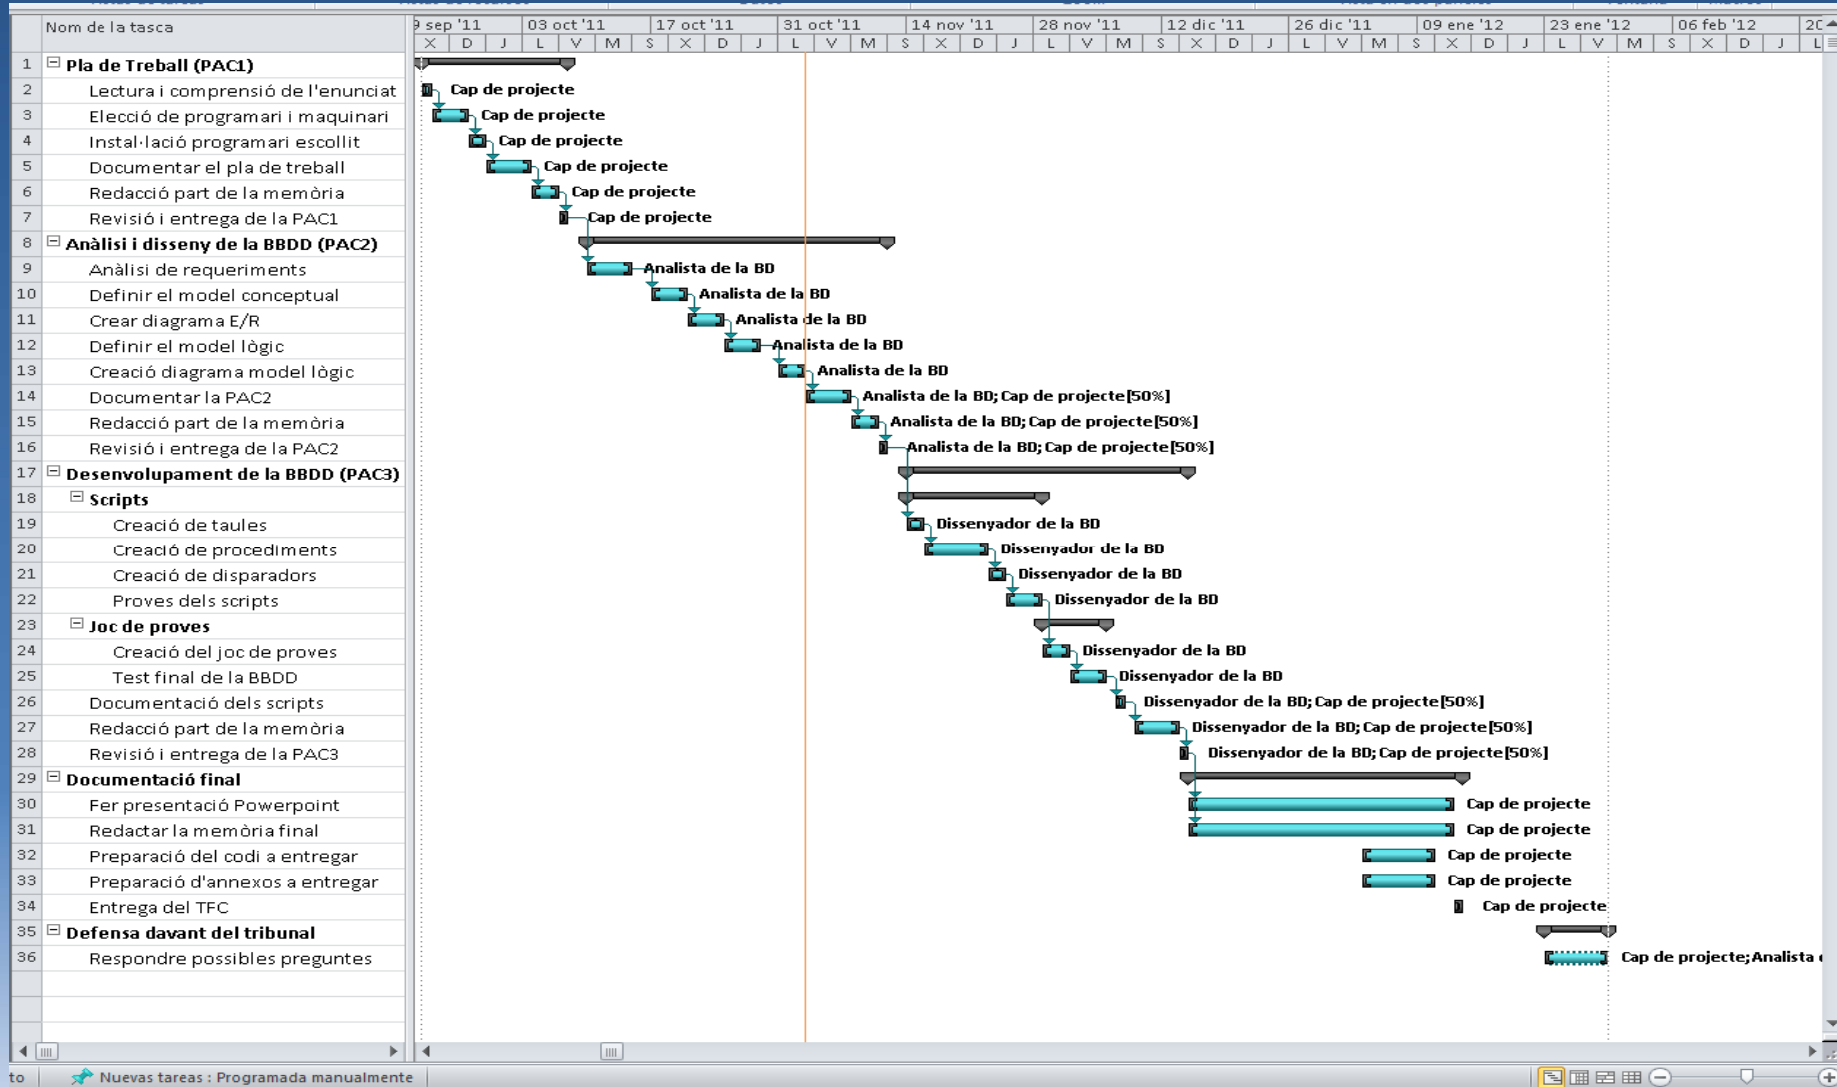 Nom de la tasca
9 sep '11 03 oct '11 17 oct '11 31 oct '11 14 nov '11 28 nov '11 12 dic '11 26 dic '11 09 ene '12 23 ene '12 06 feb '12 20
X D J L V M S X D J L V M S X D J L V M S X D J L V M S X D J L V M S X D J L
1 Pla de Treball (PAC1)
2 Lectura i comprensió de l'enunciat Cap de projecte
3 Elecció de programari i maquinari Cap de projecte
4 Instal·lació programari escollit Cap de projecte
5 Documentar el pla de treball Cap de projecte
6 Redacció part de la memòria Cap de projecte
7 Revisió i entrega de la PAC1 Cap de projecte
8 Anàlisi i disseny de la BBDD (PAC2)
9 Anàlisi de requeriments Analista de la BD
10 Definir el model conceptual Analista de la BD
11 Crear diagrama E/R Analista de la BD
12 Definir el model lògic Analista de la BD
13 Creació diagrama model lògic Analista de la BD
14 Documentar la PAC2 Analista de la BD; Cap de projecte[50%]
15 Redacció part de la memòria Analista de la BD; Cap de projecte[50%]
16 Revisió i entrega de la PAC2 Analista de la BD; Cap de projecte[50%]
17 Desenvolupament de la BBDD (PAC3)
18 Scripts
19 Creació de taules Dissenyador de la BD
20 Creació de procediments Dissenyador de la BD
21 Creació de disparadors Dissenyador de la BD
22 Proves dels scripts Dissenyador de la BD
23 Joc de proves
24 Creació del joc de proves Dissenyador de la BD
25 Test final de la BBDD Dissenyador de la BD
26 Documentació dels scripts Dissenyador de la BD; Cap de projecte[50%]
27 Redacció part de la memòria Dissenyador de la BD; Cap de projecte[50%]
28 Revisió i entrega de la PAC3 Dissenyador de la BD; Cap de projecte[50%]
29 Documentació final
30 Fer presentació Powerpoint Cap de projecte
31 Redactar la memòria final Cap de projecte
32 Preparació del codi a entregar Cap de projecte
33 Preparació d'annexos a entregar Cap de projecte
34 Entrega del TFC Cap de projecte
35 Defensa davant del tribunal
36 Respondre possibles preguntes Cap de projecte; Analista
to Nuevas tareas : Programada manualmente